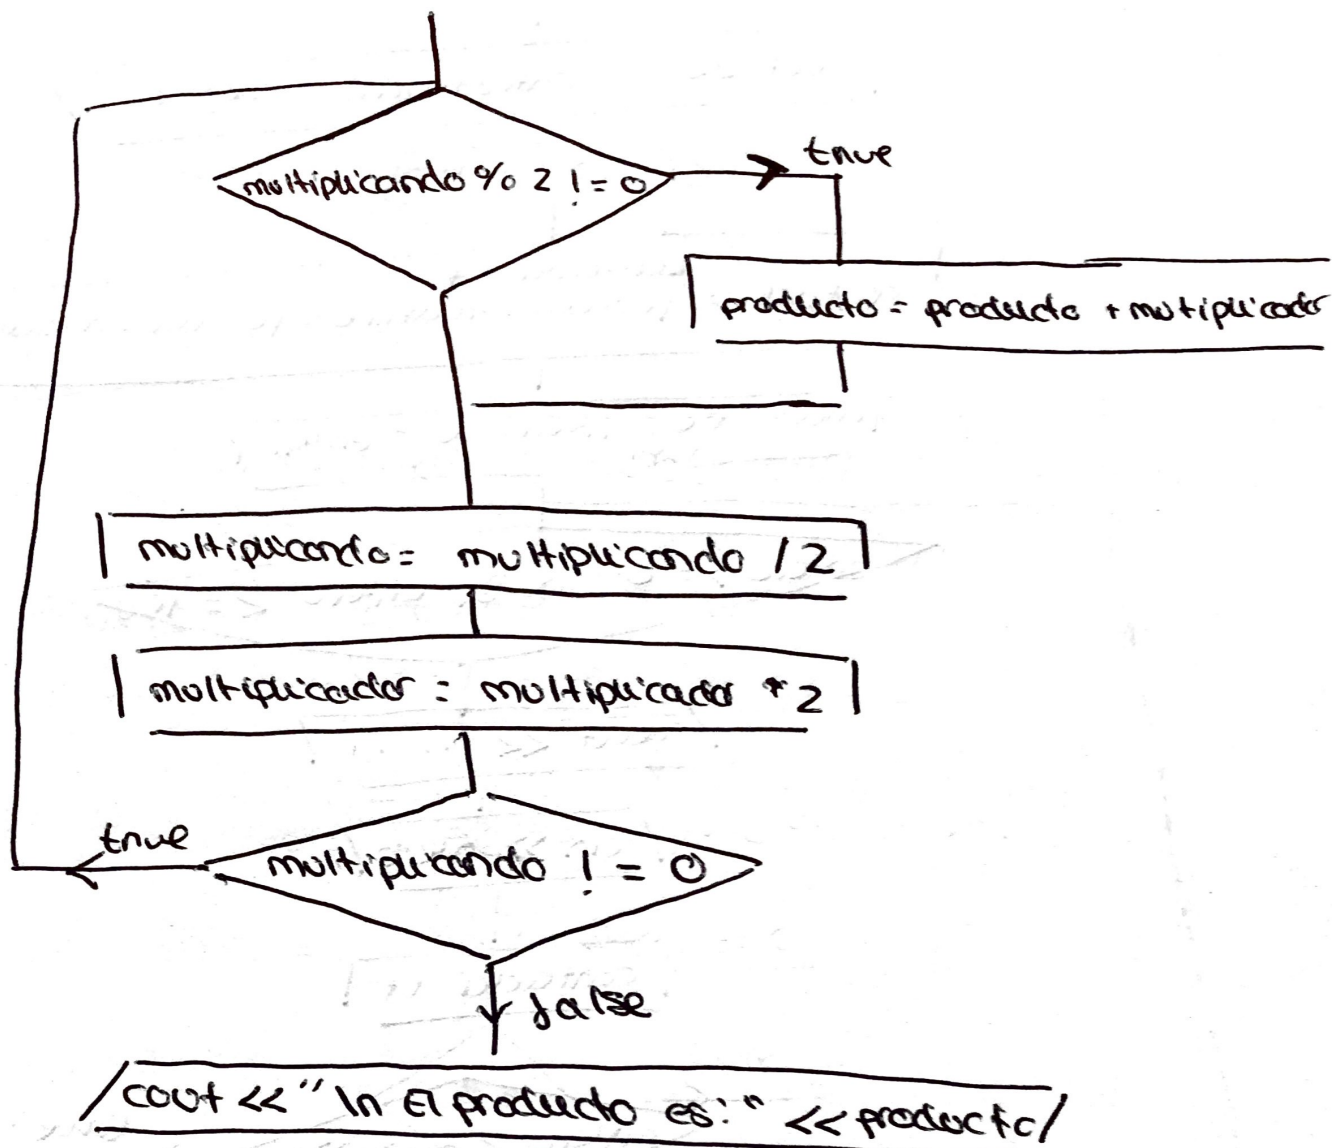 true
multiplicando % 2 != 0
producto = producto + mutiplicador
multiplicando = multiplicando / 2
multiplicador = multiplicador * 2
true
multiplicando != 0
false
cout << "\n El producto es: " << producto